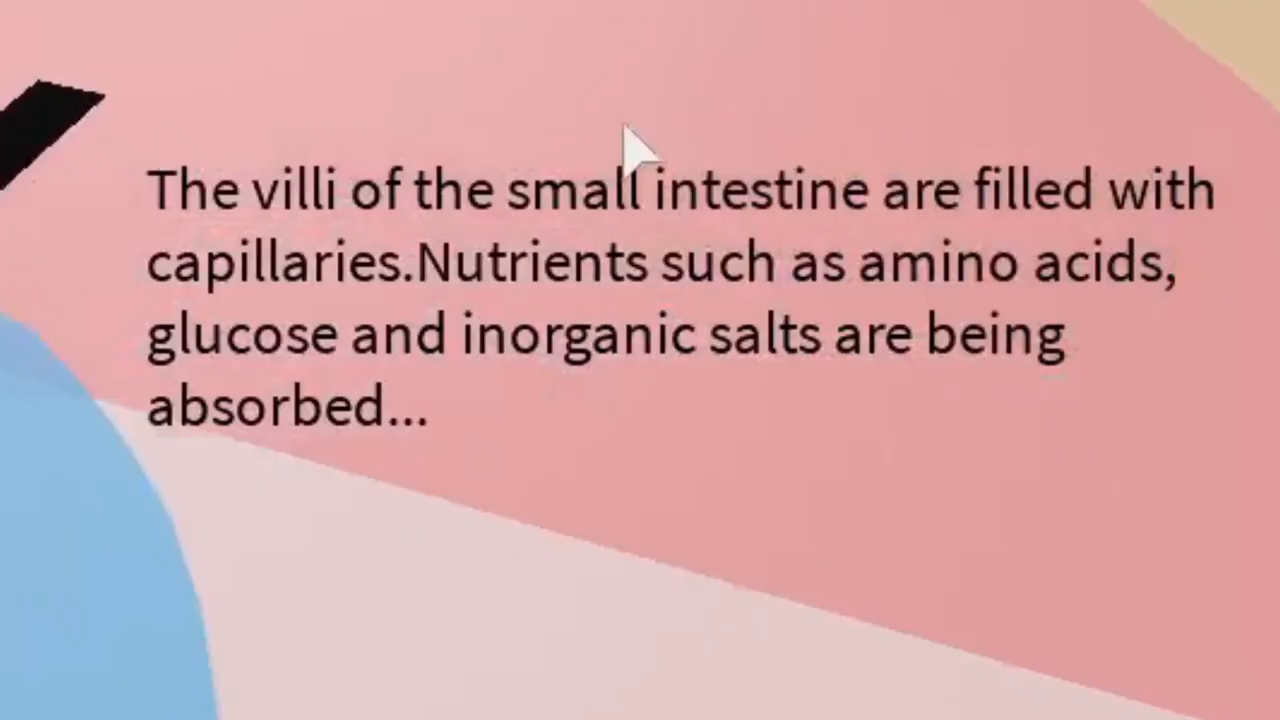 The villi of the small intestine are filled with
capillaries.Nutrients such as amino acids,
glucose and inorganic salts are being
absorbed...